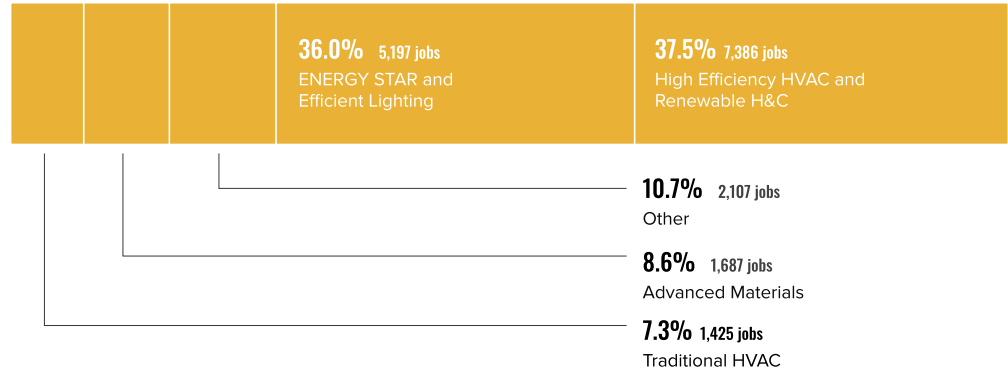 36.0% 5,197 jobs
ENERGY STAR and
Efficient Lighting
37.5% 7,386 jobs
High Efficiency HVAC and
Renewable H&C
10.7% 2,107 jobs
Other
8.6% 1,687 jobs
Advanced Materials
7.3% 1,425 jobs
Traditional HVAC